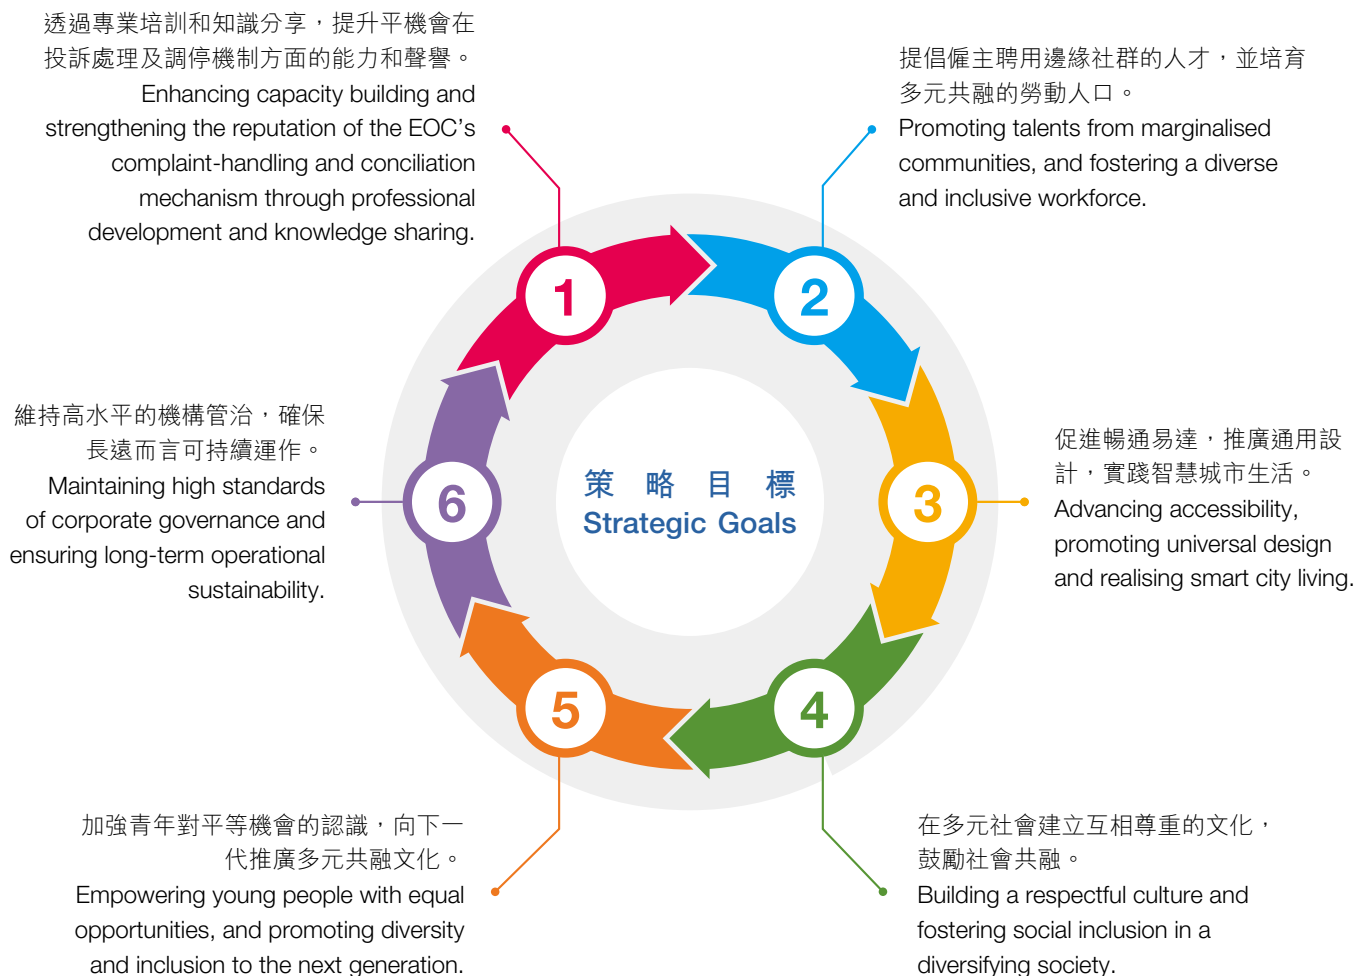 透過專業培訓和知識分享，提升平機會在
投訴處理及調停機制方面的能力和聲譽。
Enhancing capacity building and
strengthening the reputation of the EOC’s
complaint-handling and conciliation
mechanism through professional
development and knowledge sharing.
1
提倡僱主聘用邊緣社群的人才，並培育
多元共融的勞動人口。
Promoting talents from marginalised
communities, and fostering a diverse
and inclusive workforce.
2
促進暢通易達，推廣通用設
計，實踐智慧城市生活。
Advancing accessibility,
promoting universal design
and realising smart city living.
3
在多元社會建立互相尊重的文化，
鼓勵社會共融。
Building a respectful culture and
fostering social inclusion in a
diversifying society.
4
加強青年對平等機會的認識，向下一
代推廣多元共融文化。
Empowering young people with equal
opportunities, and promoting diversity
and inclusion to the next generation.
5
維持高水平的機構管治，確保
長遠而言可持續運作。
Maintaining high standards
of corporate governance and
ensuring long-term operational
sustainability.
6
策略目標
Strategic Goals